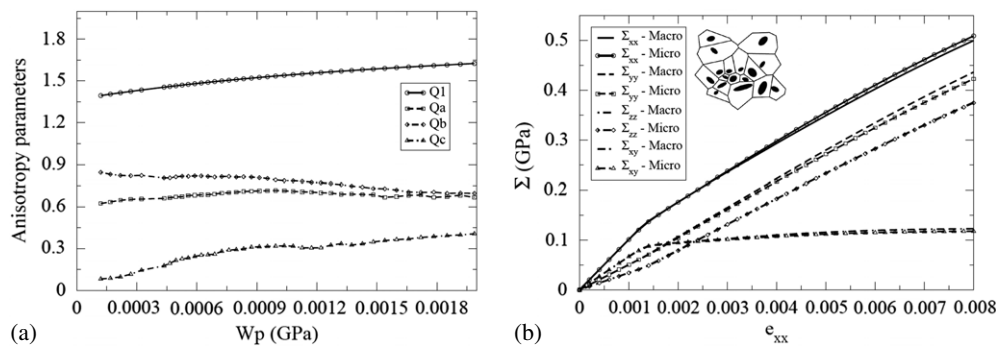 (a)
Anisotropy parameters
1.8
1.5
1.2
0.9
0.6
0.3
0
Q1
Qa
Qb
Qc
0 0.0003 0.0006 0.0009 0.0012 0.0015 0.0018
Wp (GPa)
(b)
Σ (GPa)
0.5
0.4
0.3
0.2
0.1
0
Σxx - Macro
Σxx - Micro
Σyy - Macro
Σyy - Micro
Σzz - Macro
Σzz - Micro
Σxy - Macro
Σxy - Micro
0 0.001 0.002 0.003 0.004 0.005 0.006 0.007 0.008
exx